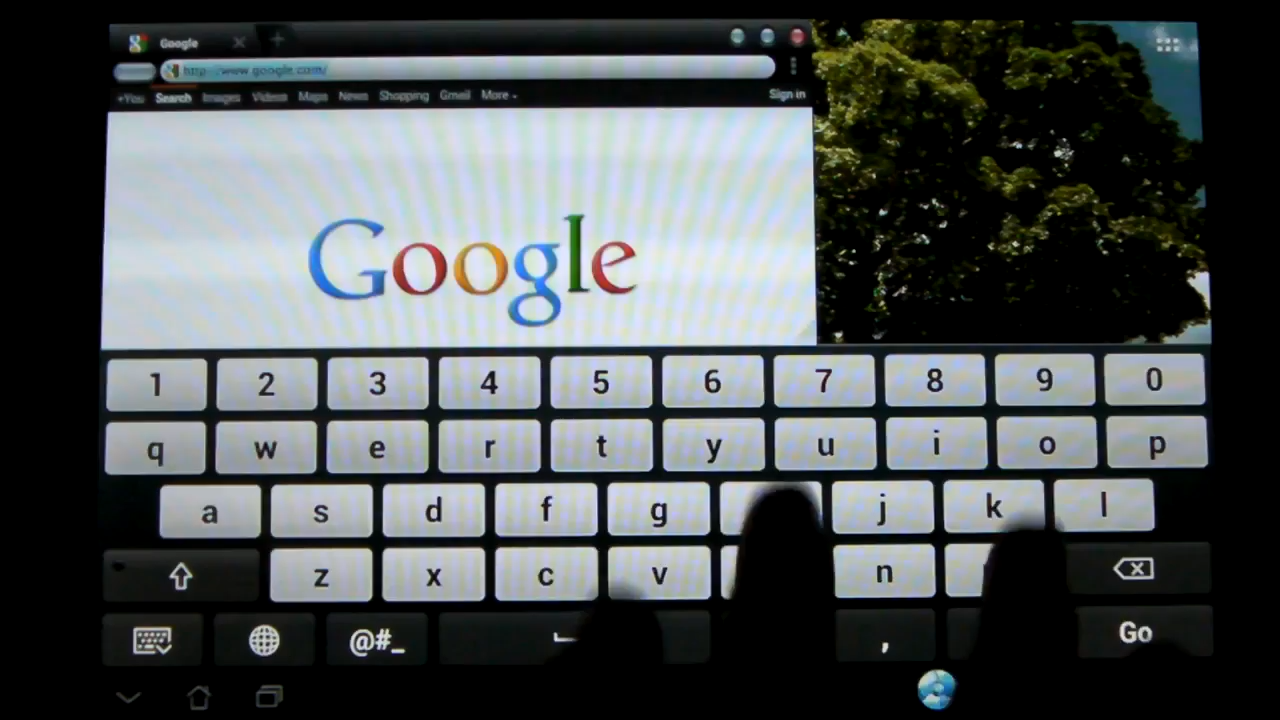 Google
http://www.google.com/
+You Search Images Videos Maps News Shopping Gmail More Sign in
Google
1 2 3 4 5 6 7 8 9 0
q w e r t y u i o p
a s d f g j k l
z x c v n
@#_ , Go